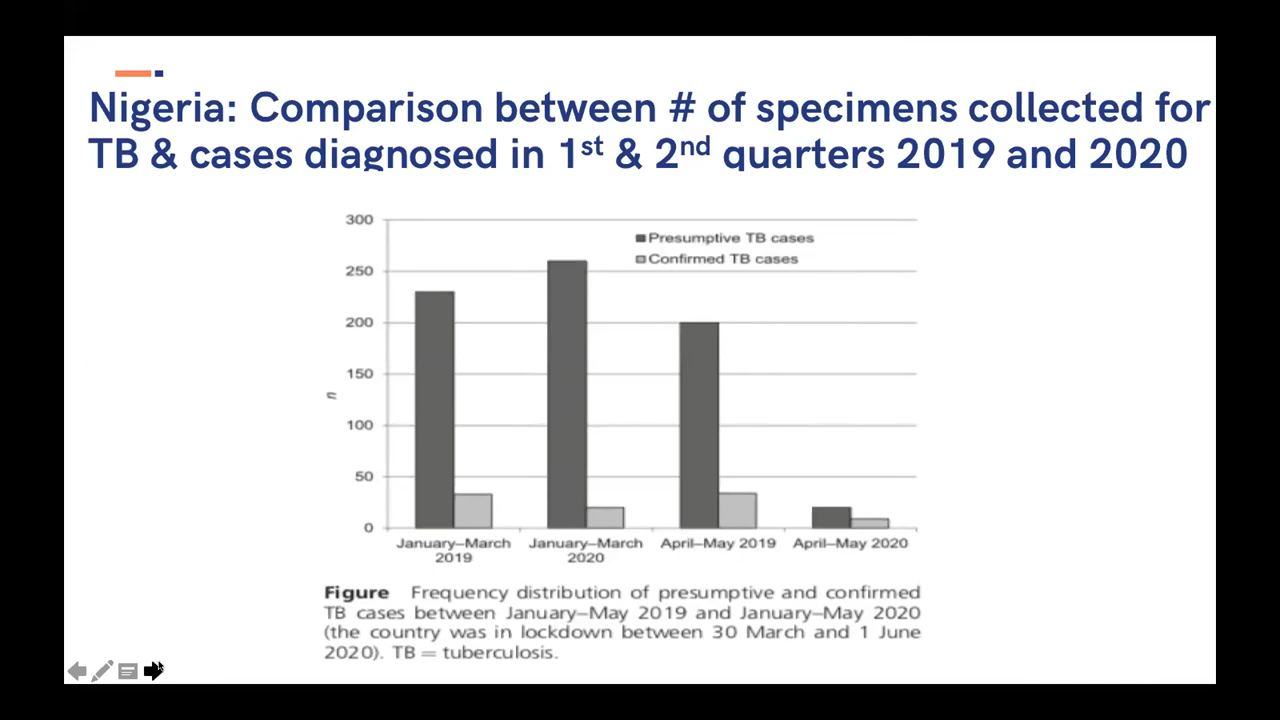 Nigeria: Comparison between # of specimens collected for
TB & cases diagnosed in 1st & 2nd quarters 2019 and 2020
300
250
200
150
100
50
0
n
Presumptive TB cases
Confirmed TB cases
January–March 2019
January–March 2020
April–May 2019
April–May 2020
Figure Frequency distribution of presumptive and confirmed
TB cases between January–May 2019 and January–May 2020
(the country was in lockdown between 30 March and 1 June
2020). TB = tuberculosis.